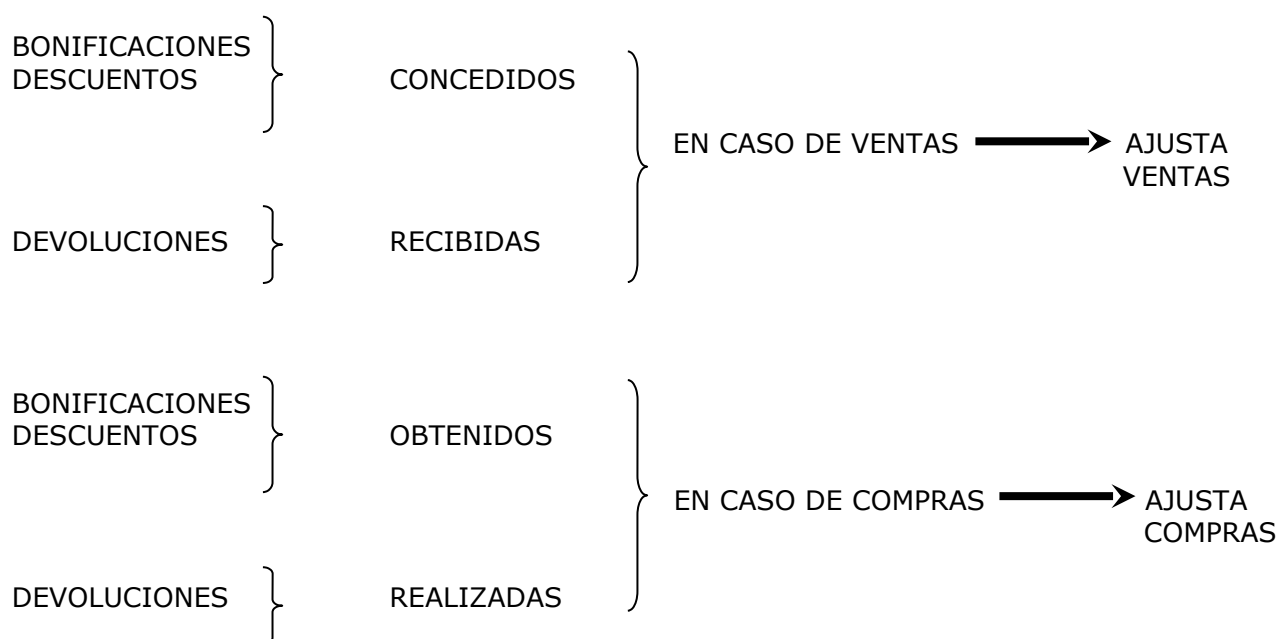 BONIFICACIONES
DESCUENTOS
CONCEDIDOS
DEVOLUCIONES
RECIBIDAS
EN CASO DE VENTAS
AJUSTA
VENTAS
BONIFICACIONES
DESCUENTOS
OBTENIDOS
DEVOLUCIONES
REALIZADAS
EN CASO DE COMPRAS
AJUSTA
COMPRAS